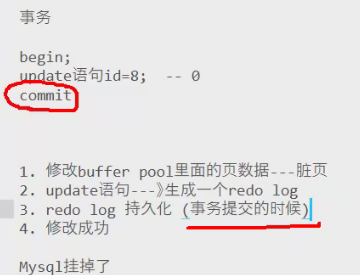 事务
begin;
update语句id=8;  -- 0
commit
1. 修改buffer pool里面的页数据---脏页
2. update语句---》生成一个redo log
3. redo log 持久化 (事务提交的时候)
4. 修改成功
Mysql挂掉了